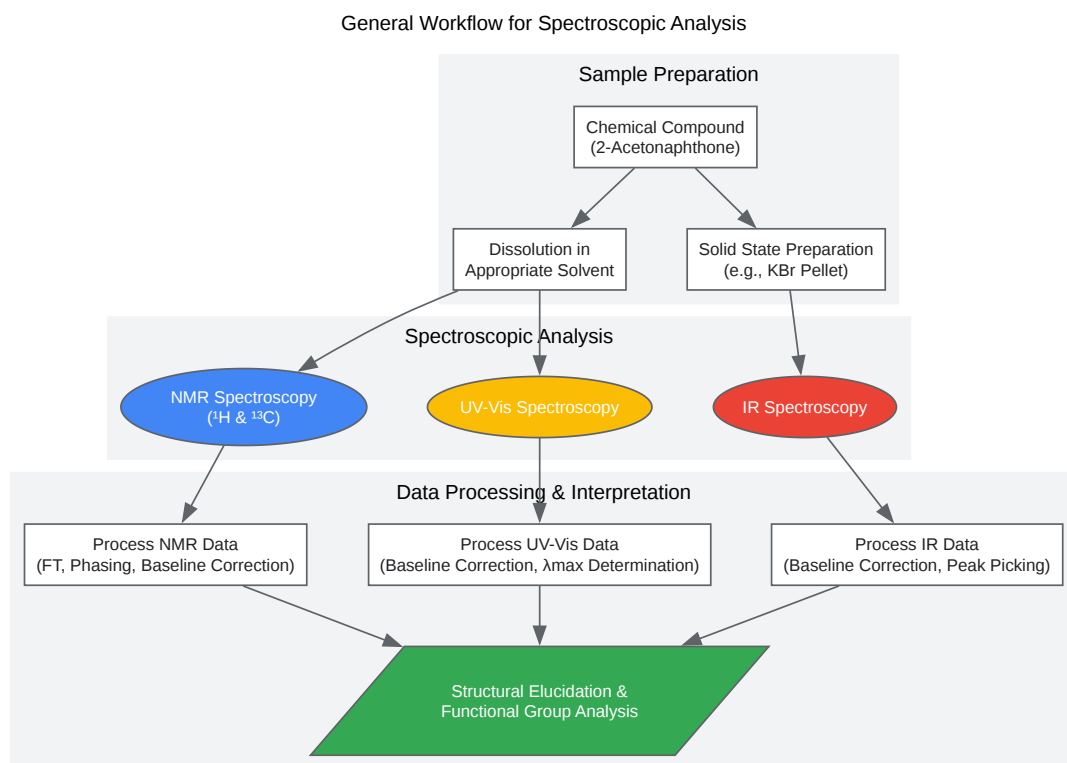 General Workflow for Spectroscopic Analysis
Sample Preparation
Chemical Compound
(2-Acetonaphthone)
Dissolution in
Appropriate Solvent
Solid State Preparation
(e.g., KBr Pellet)
Spectroscopic Analysis
NMR Spectroscopy
(¹H & ¹³C)
UV-Vis Spectroscopy
IR Spectroscopy
Data Processing & Interpretation
Process NMR Data
(FT, Phasing, Baseline Correction)
Process UV-Vis Data
(Baseline Correction, λmax Determination)
Process IR Data
(Baseline Correction, Peak Picking)
Structural Elucidation &
Functional Group Analysis